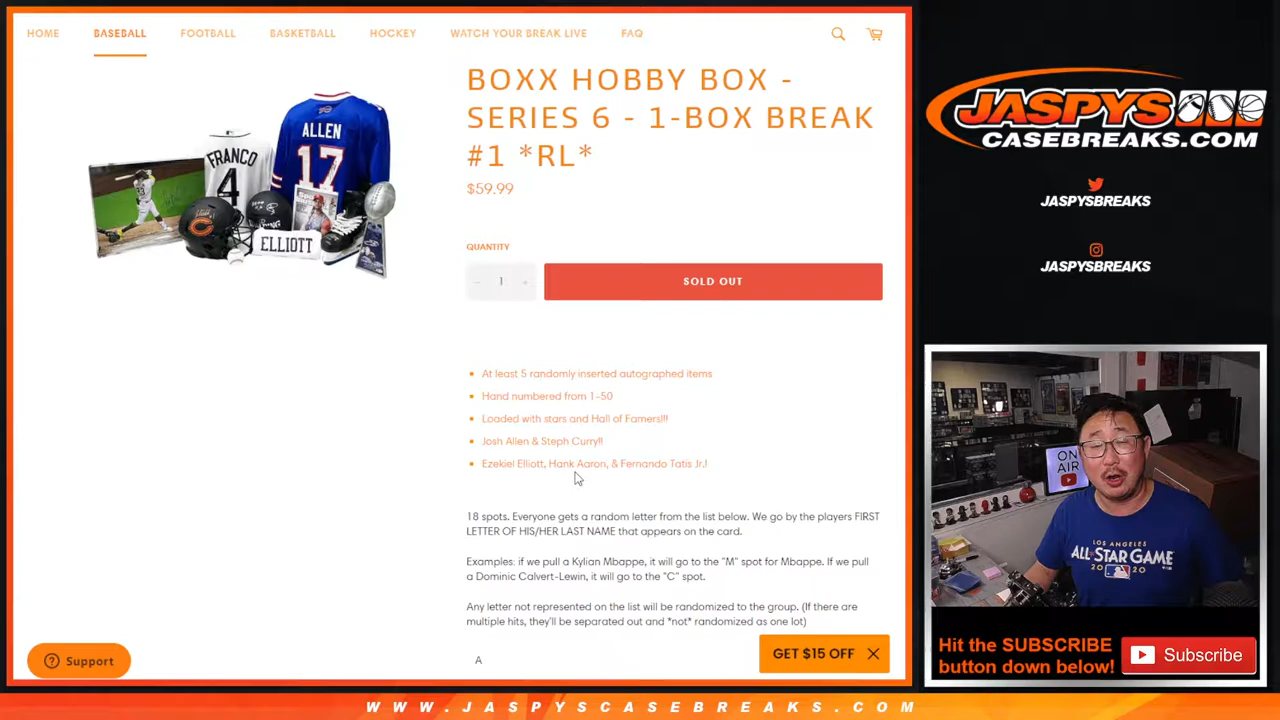 HOME BASEBALL FOOTBALL BASKETBALL HOCKEY WATCH YOUR BREAK LIVE FAQ
BOXX HOBBY BOX -
SERIES 6 - 1-BOX BREAK
#1 *RL*
$59.99
QUANTITY
− 1 +
SOLD OUT
ALLEN
17
FRANCO
4
ELLIOTT
At least 5 randomly inserted autographed items
Hand numbered from 1-50
Loaded with stars and Hall of Famers!!!
Josh Allen & Steph Curry!!
Ezekiel Elliott, Hank Aaron, & Fernando Tatis Jr.!
18 spots. Everyone gets a random letter from the list below. We go by the players FIRST
LETTER OF HIS/HER LAST NAME that appears on the card.
Examples: if we pull a Kylian Mbappe, it will go to the "M" spot for Mbappe. If we pull
a Dominic Calvert-Lewin, it will go to the "C" spot.
Any letter not represented on the list will be randomized to the group. (If there are
multiple hits, they'll be separated out and *not* randomized as one lot)
A
Support
GET $15 OFF
JASPYS
CASEBREAKS.COM
JASPYSBREAKS
JASPYSBREAKS
ON
AIR
LOS ANGELES
ALL★STAR GAME
2020
Hit the SUBSCRIBE
button down below!
Subscribe
WWW.JASPYSCASEBREAKS.COM